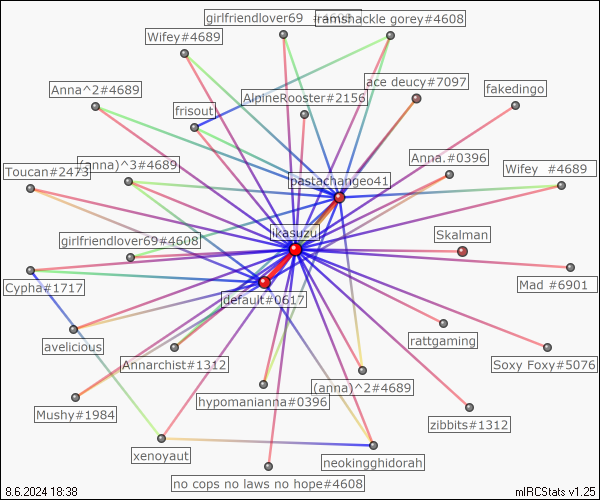 girlfriendlover69
ramshackle gorey#4608
Wifey#4689
ace deucy#7097
fakedingo
Anna^2#4689
AlpineRooster#2156
frisout
Anna.#0396
(anna)^3#4689
Toucan#2473
Wifey #4689
pastachangeo41
ikasuzu
Skalman
girlfriendlover69#4608
Mad #6901
Cypha#1717
default#0617
rattgaming
avelicious
Annarchist#1312
Soxy Foxy#5076
(anna)^2#4689
hypomanianna#0396
Mushy#1984
zibbits#1312
xenoyaut
neokingghidorah
no cops no laws no hope#4608
8.6.2024 18:38
mIRCStats v1.25